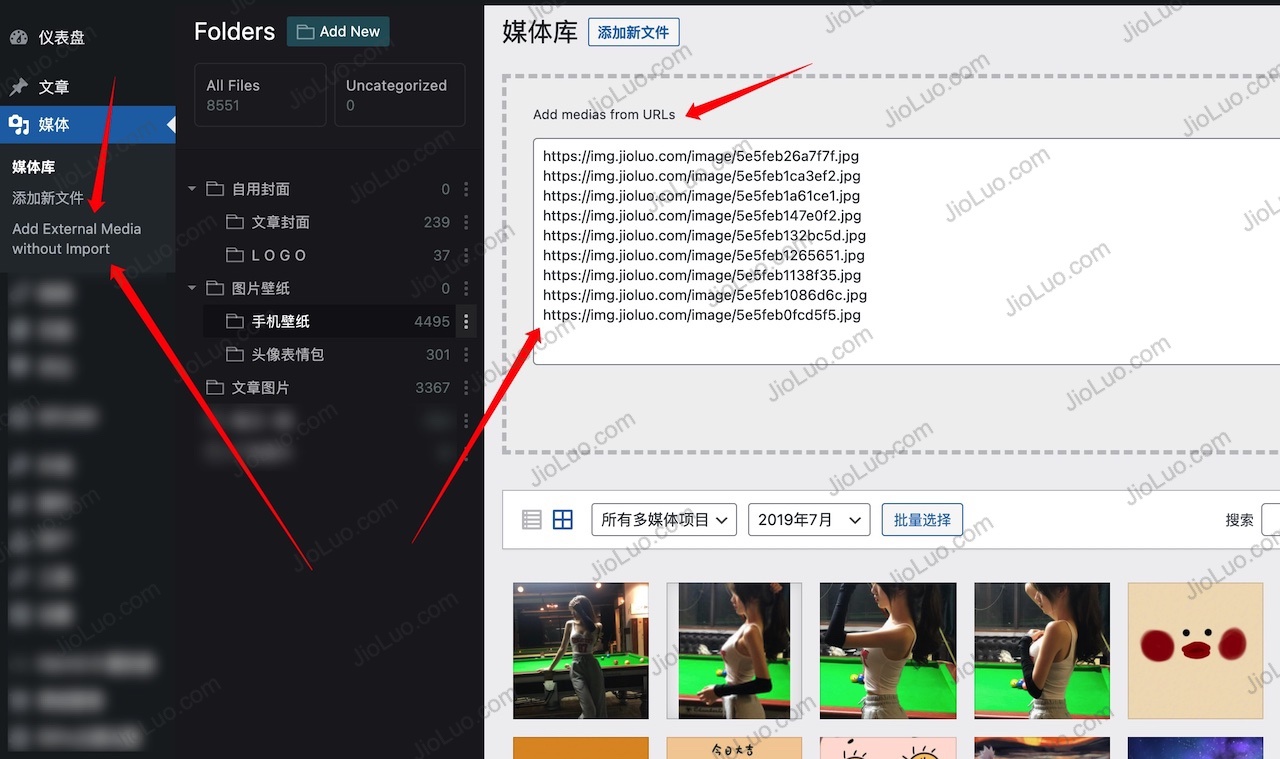 仪表盘
文章
媒体
媒体库
Add External Media
without Import
Folders
Add New
All Files
8551
Uncategorized
0
自用封面 0
文章封面 239
LOGO 37
图片壁纸 0
手机壁纸 4495
头像表情包 301
文章图片 3367
媒体库
添加新文件
Add medias from URLs
https://img.jioluo.com/image/5e5feb26a7f7f.jpg
https://img.jioluo.com/image/5e5feb1ca3ef2.jpg
https://img.jioluo.com/image/5e5feb1a61ce1.jpg
https://img.jioluo.com/image/5e5feb147e0f2.jpg
https://img.jioluo.com/image/5e5feb132bc5d.jpg
https://img.jioluo.com/image/5e5feb1265651.jpg
https://img.jioluo.com/image/5e5feb1138f35.jpg
https://img.jioluo.com/image/5e5feb1086d6c.jpg
https://img.jioluo.com/image/5e5feb0fcd5f5.jpg
所有多媒体项目
2019年7月
批量选择
搜索
今日大吉
JioLuo.com